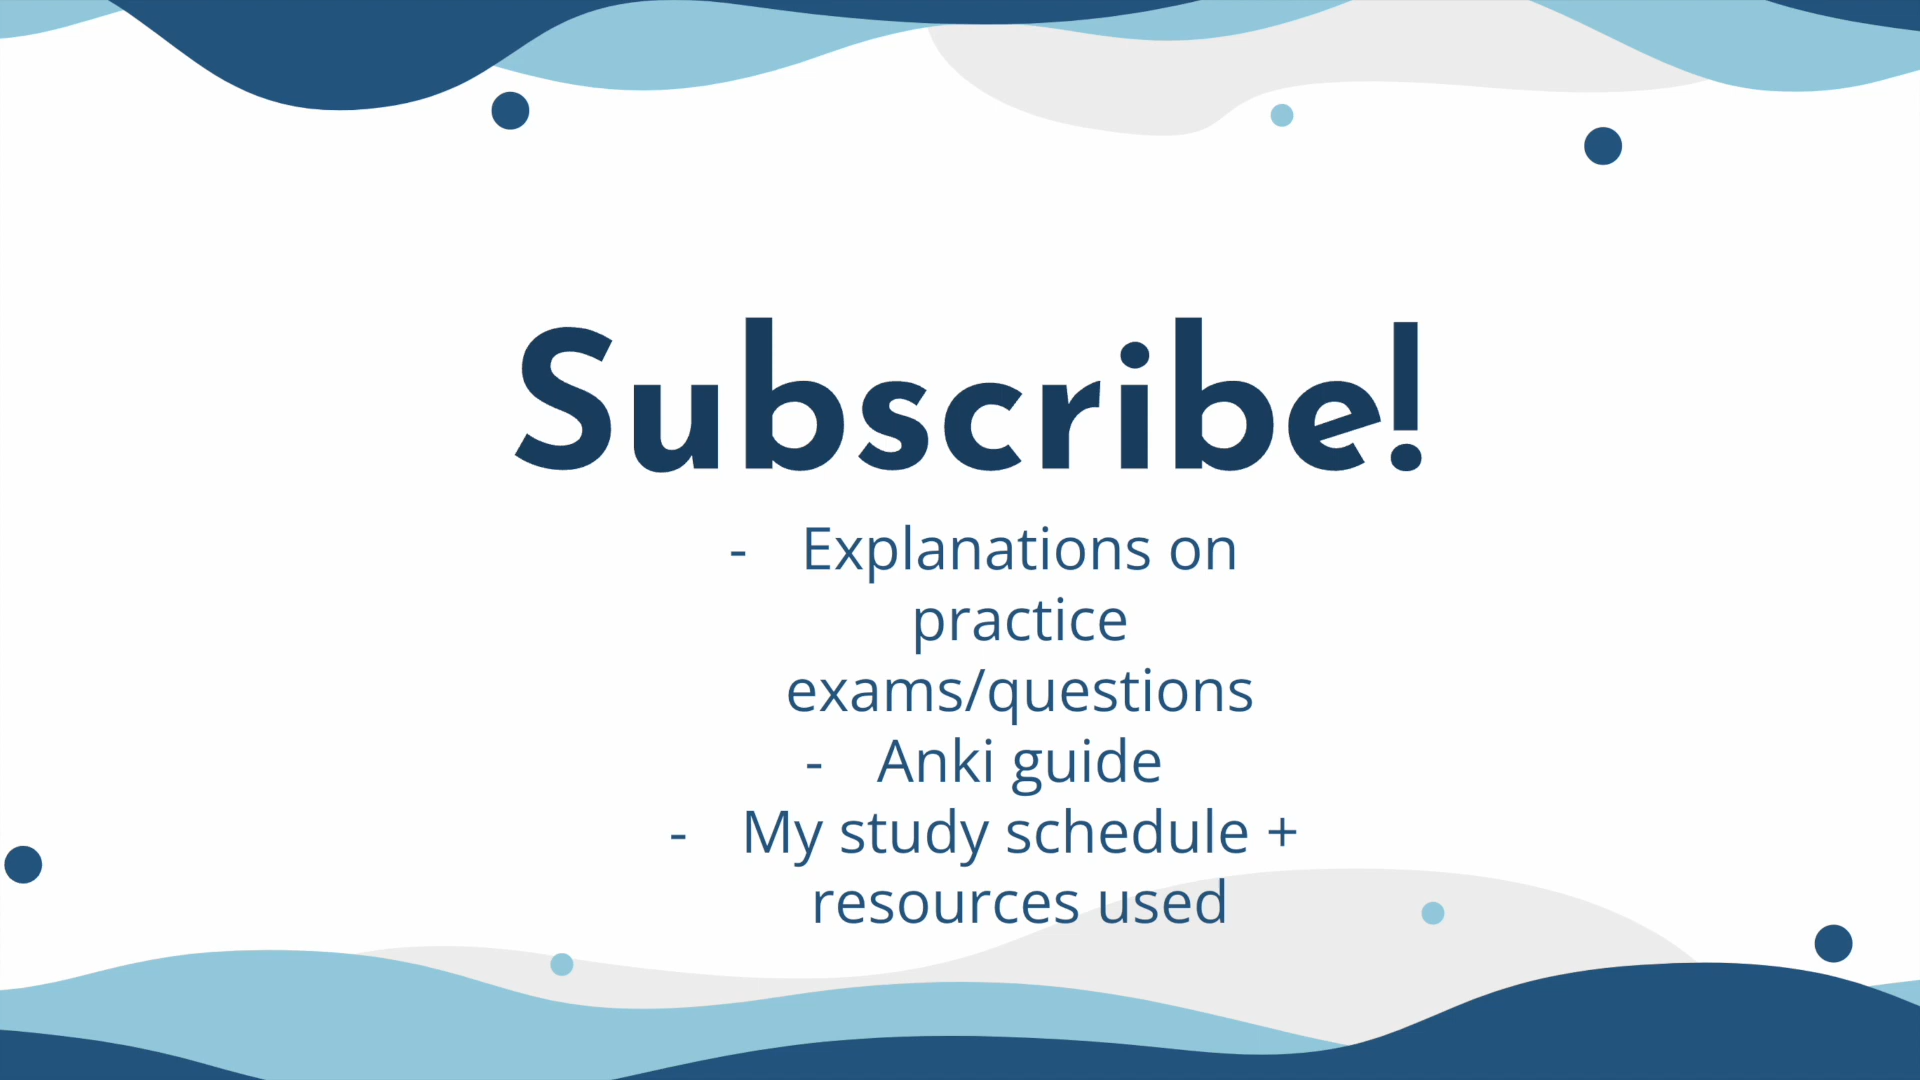 Subscribe!
- Explanations on
practice
exams/questions
- Anki guide
- My study schedule +
resources used